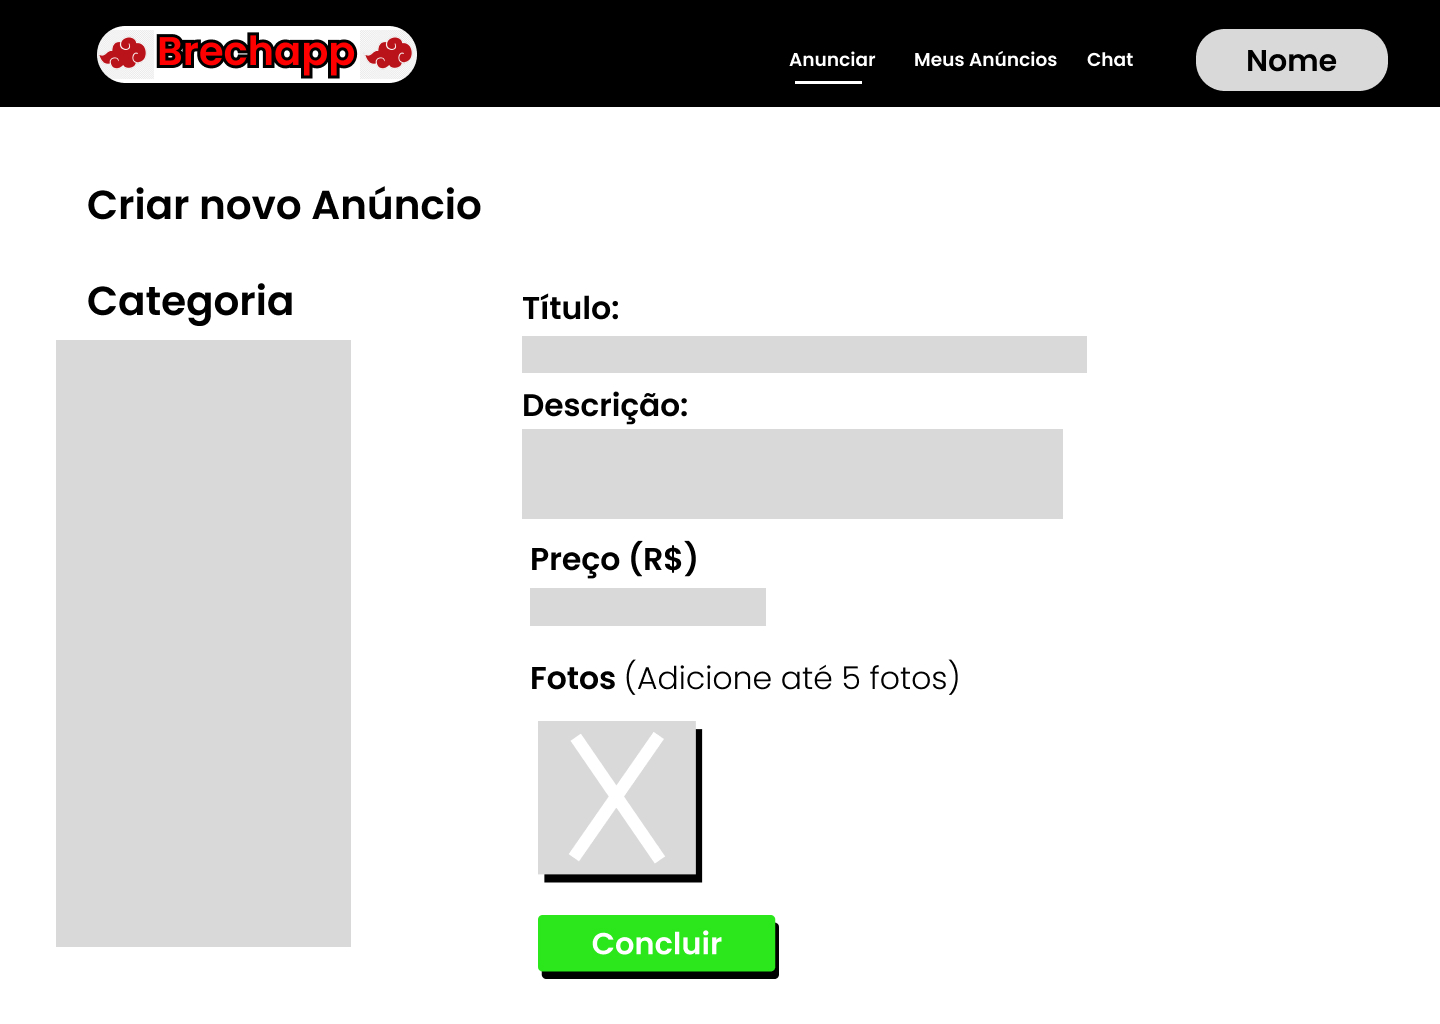 Brechapp
Anunciar
Meus Anúncios
Chat
Nome
Criar novo Anúncio
Categoria
Título:
Descrição:
Preço (R$)
Fotos (Adicione até 5 fotos)
Concluir